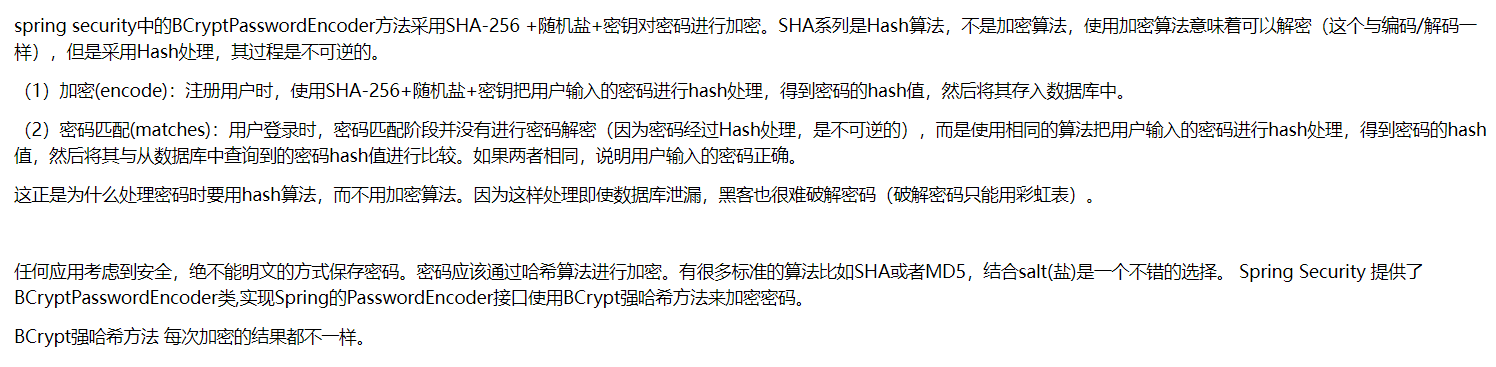 spring security中的BCryptPasswordEncoder方法采用SHA-256 +随机盐+密钥对密码进行加密。SHA系列是Hash算法，不是加密算法，使用加密算法意味着可以解密（这个与编码/解码一
样），但是采用Hash处理，其过程是不可逆的。
（1）加密(encode)：注册用户时，使用SHA-256+随机盐+密钥把用户输入的密码进行hash处理，得到密码的hash值，然后将其存入数据库中。
（2）密码匹配(matches)：用户登录时，密码匹配阶段并没有进行密码解密（因为密码经过Hash处理，是不可逆的），而是使用相同的算法把用户输入的密码进行hash处理，得到密码的hash
值，然后将其与从数据库中查询到的密码hash值进行比较。如果两者相同，说明用户输入的密码正确。
这正是为什么处理密码时要用hash算法，而不用加密算法。因为这样处理即使数据库泄漏，黑客也很难破解密码（破解密码只能用彩虹表）。
任何应用考虑到安全，绝不能明文的方式保存密码。密码应该通过哈希算法进行加密。有很多标准的算法比如SHA或者MD5，结合salt(盐)是一个不错的选择。 Spring Security 提供了
BCryptPasswordEncoder类,实现Spring的PasswordEncoder接口使用BCrypt强哈希方法来加密密码。
BCrypt强哈希方法 每次加密的结果都不一样。